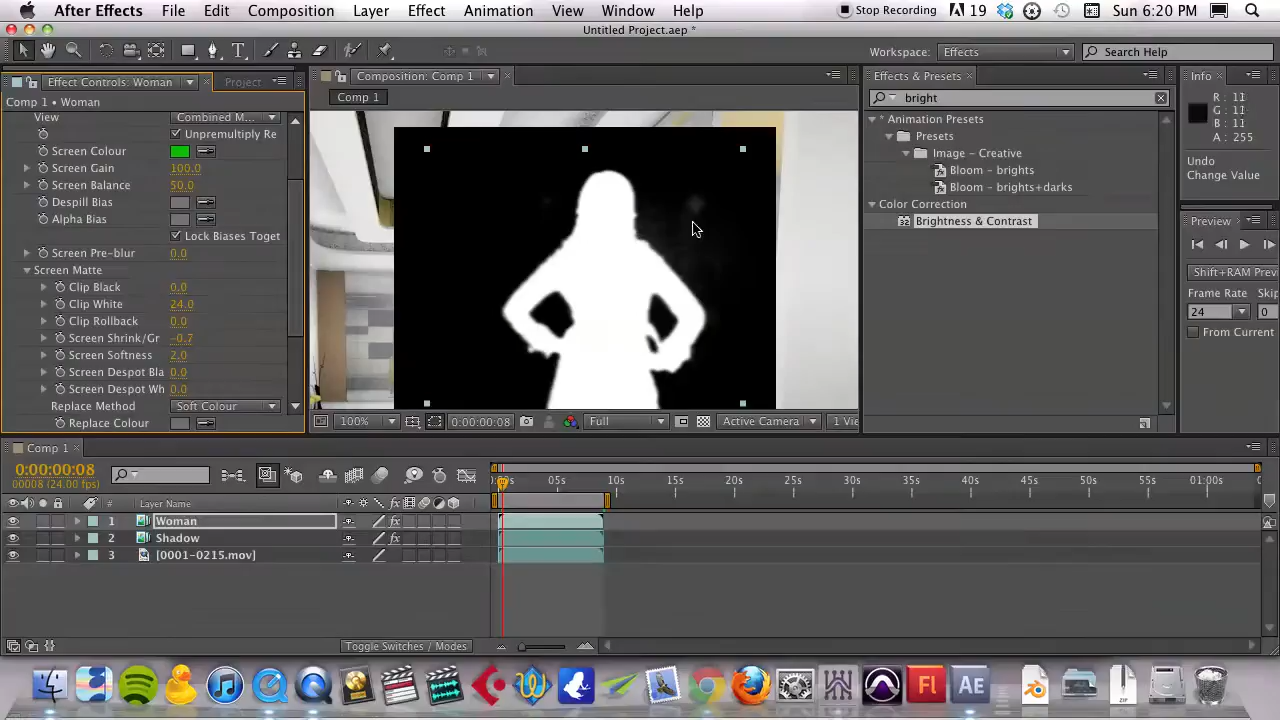 After Effects File Edit Composition Layer Effect Animation View Window Help Stop Recording 19 Sun 6:20 PM
Untitled Project.aep *
Workspace: Effects Search Help
Effect Controls: Woman Project Composition: Comp 1 Effects & Presets Info
Comp 1 • Woman Comp 1 bright R : 11
G : 11
B : 11
A : 255
View Combined M...
Unpremultiply Re
Screen Colour
Screen Gain 100.0
Screen Balance 50.0
Despill Bias
Alpha Bias
Lock Biases Toget
Screen Pre-blur 0.0
Screen Matte
Clip Black 0.0
Clip White 24.0
Clip Rollback 0.0
Screen Shrink/Gr -0.7
Screen Softness 2.0
Screen Despot Bla 0.0
Screen Despot Wh 0.0
Replace Method Soft Colour
Replace Colour
100% 0:00:00:08 Full Active Camera 1 Vie
Animation Presets
Presets
Image – Creative
Bloom – brights
Bloom – brights+darks
Color Correction
Brightness & Contrast
Undo
Change Value
Preview
Shift+RAM Prev
Frame Rate Skip
24 0
From Current
Comp 1
0:00:00:08
00008 (24.00 fps)
05s 10s 15s 20s 25s 30s 35s 40s 45s 50s 55s 1:00s
# Layer Name fx
1 Woman fx
2 Shadow fx
3 [0001-0215.mov]
Toggle Switches / Modes
Fl AE ZIP